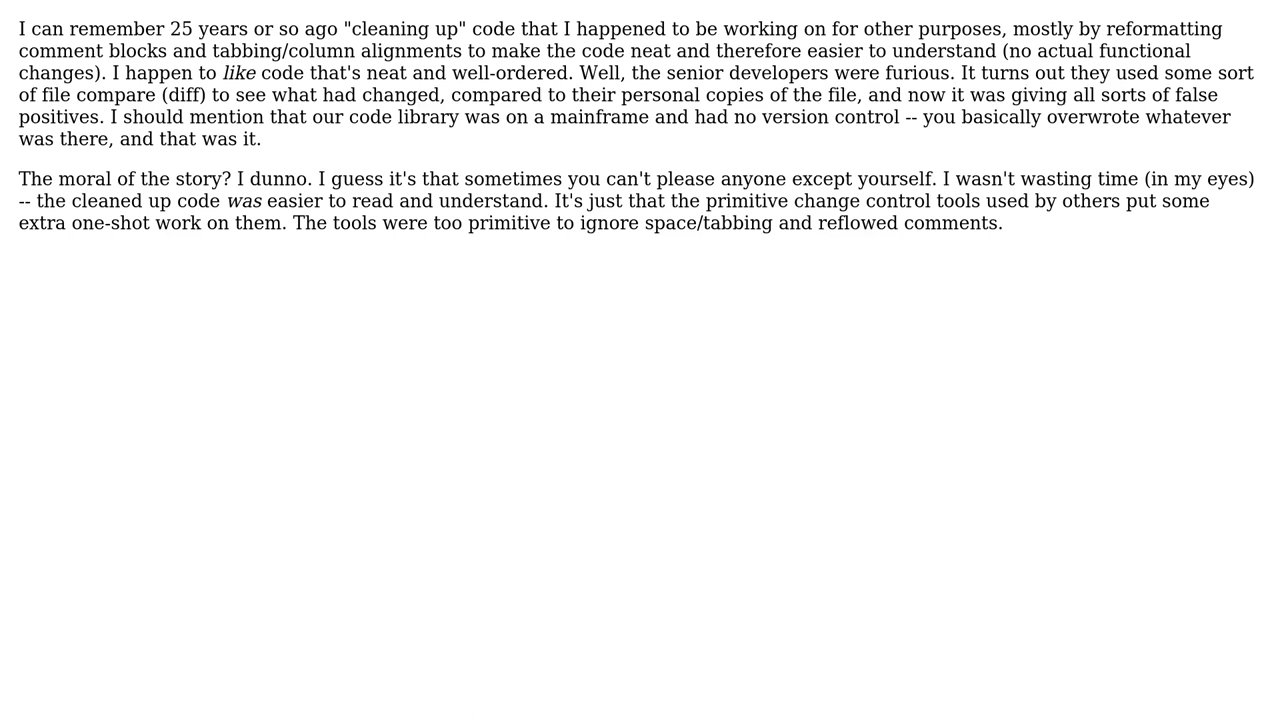 I can remember 25 years or so ago "cleaning up" code that I happened to be working on for other purposes, mostly by reformatting
comment blocks and tabbing/column alignments to make the code neat and therefore easier to understand (no actual functional
changes). I happen to like code that's neat and well-ordered. Well, the senior developers were furious. It turns out they used some sort
of file compare (diff) to see what had changed, compared to their personal copies of the file, and now it was giving all sorts of false
positives. I should mention that our code library was on a mainframe and had no version control -- you basically overwrote whatever
was there, and that was it.
The moral of the story? I dunno. I guess it's that sometimes you can't please anyone except yourself. I wasn't wasting time (in my eyes)
-- the cleaned up code was easier to read and understand. It's just that the primitive change control tools used by others put some
extra one-shot work on them. The tools were too primitive to ignore space/tabbing and reflowed comments.